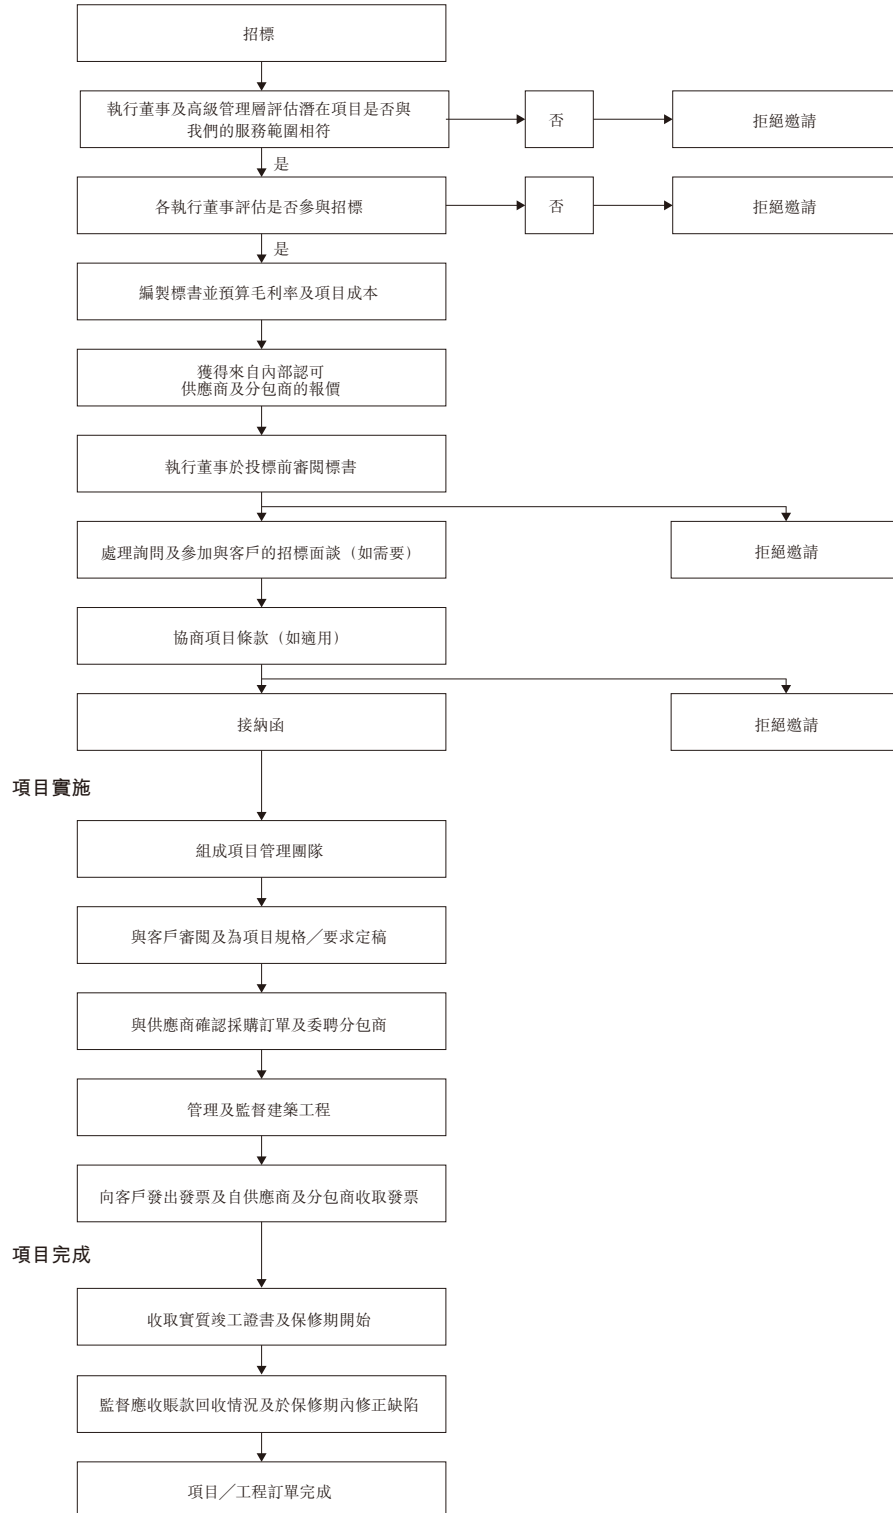 招標
執行董事及高級管理層評估潛在項目是否與
我們的服務範圍相符
否
拒絕邀請
是
各執行董事評估是否參與招標
否
拒絕邀請
是
編製標書並預算毛利率及項目成本
獲得來自內部認可
供應商及分包商的報價
執行董事於投標前審閱標書
處理詢問及參加與客戶的招標面談（如需要）
拒絕邀請
協商項目條款（如適用）
接納函
拒絕邀請
項目實施
組成項目管理團隊
與客戶審閱及為項目規格／要求定稿
與供應商確認採購訂單及委聘分包商
管理及監督建築工程
向客戶發出發票及自供應商及分包商收取發票
項目完成
收取實質竣工證書及保修期開始
監督應收賬款回收情況及於保修期內修正缺陷
項目／工程訂單完成